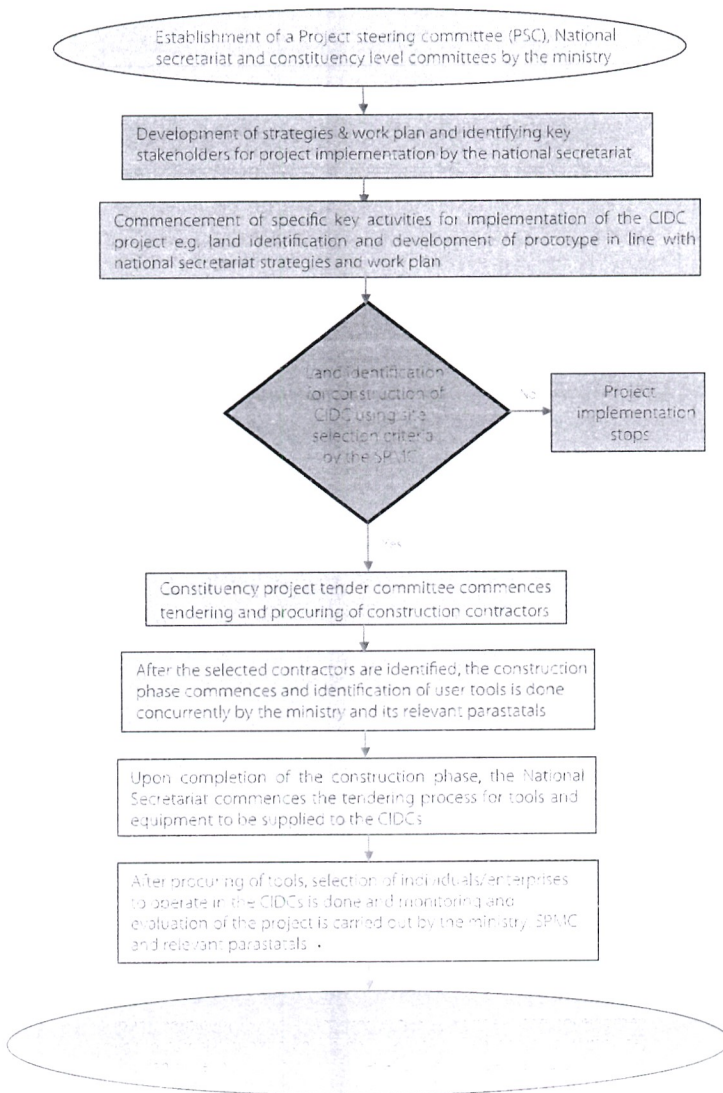 Establishment of a Project steering committee (PSC), National
secretariat and constituency level committees by the ministry
Development of strategies & work plan and identifying key
stakeholders for project implementation by the national secretariat
Commencement of specific key activities for implementation of the CIDC
project e.g. land identification and development of prototype in line with
national secretariat strategies and work plan
Land identification
for construction of
CIDC using site
selection criteria
by the SPMC
No
Project
implementation
stops
Yes
Constituency project tender committee commences
tendering and procuring of construction contractors
After the selected contractors are identified, the construction
phase commences and identification of user tools is done
concurrently by the ministry and its relevant parastatals
Upon completion of the construction phase, the National
Secretariat commences the tendering process for tools and
equipment to be supplied to the CIDCs
After procuring of tools, selection of individuals/enterprises
to operate in the CIDCs is done and monitoring and
evaluation of the project is carried out by the ministry, SPMC
and relevant parastatals